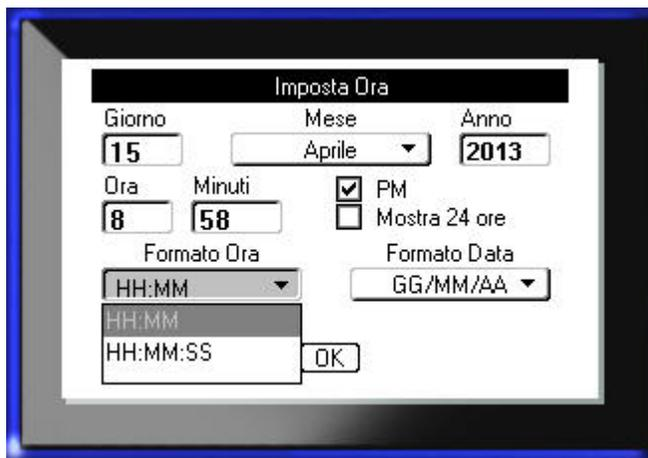 Imposta Ora
Giorno Mese Anno
15 Aprile 2013
Ora Minuti PM
8 58 Mostra 24 ore
Formato Ora Formato Data
HH:MM GG/MM/AA
HH:MM
HH:MM:SS
OK